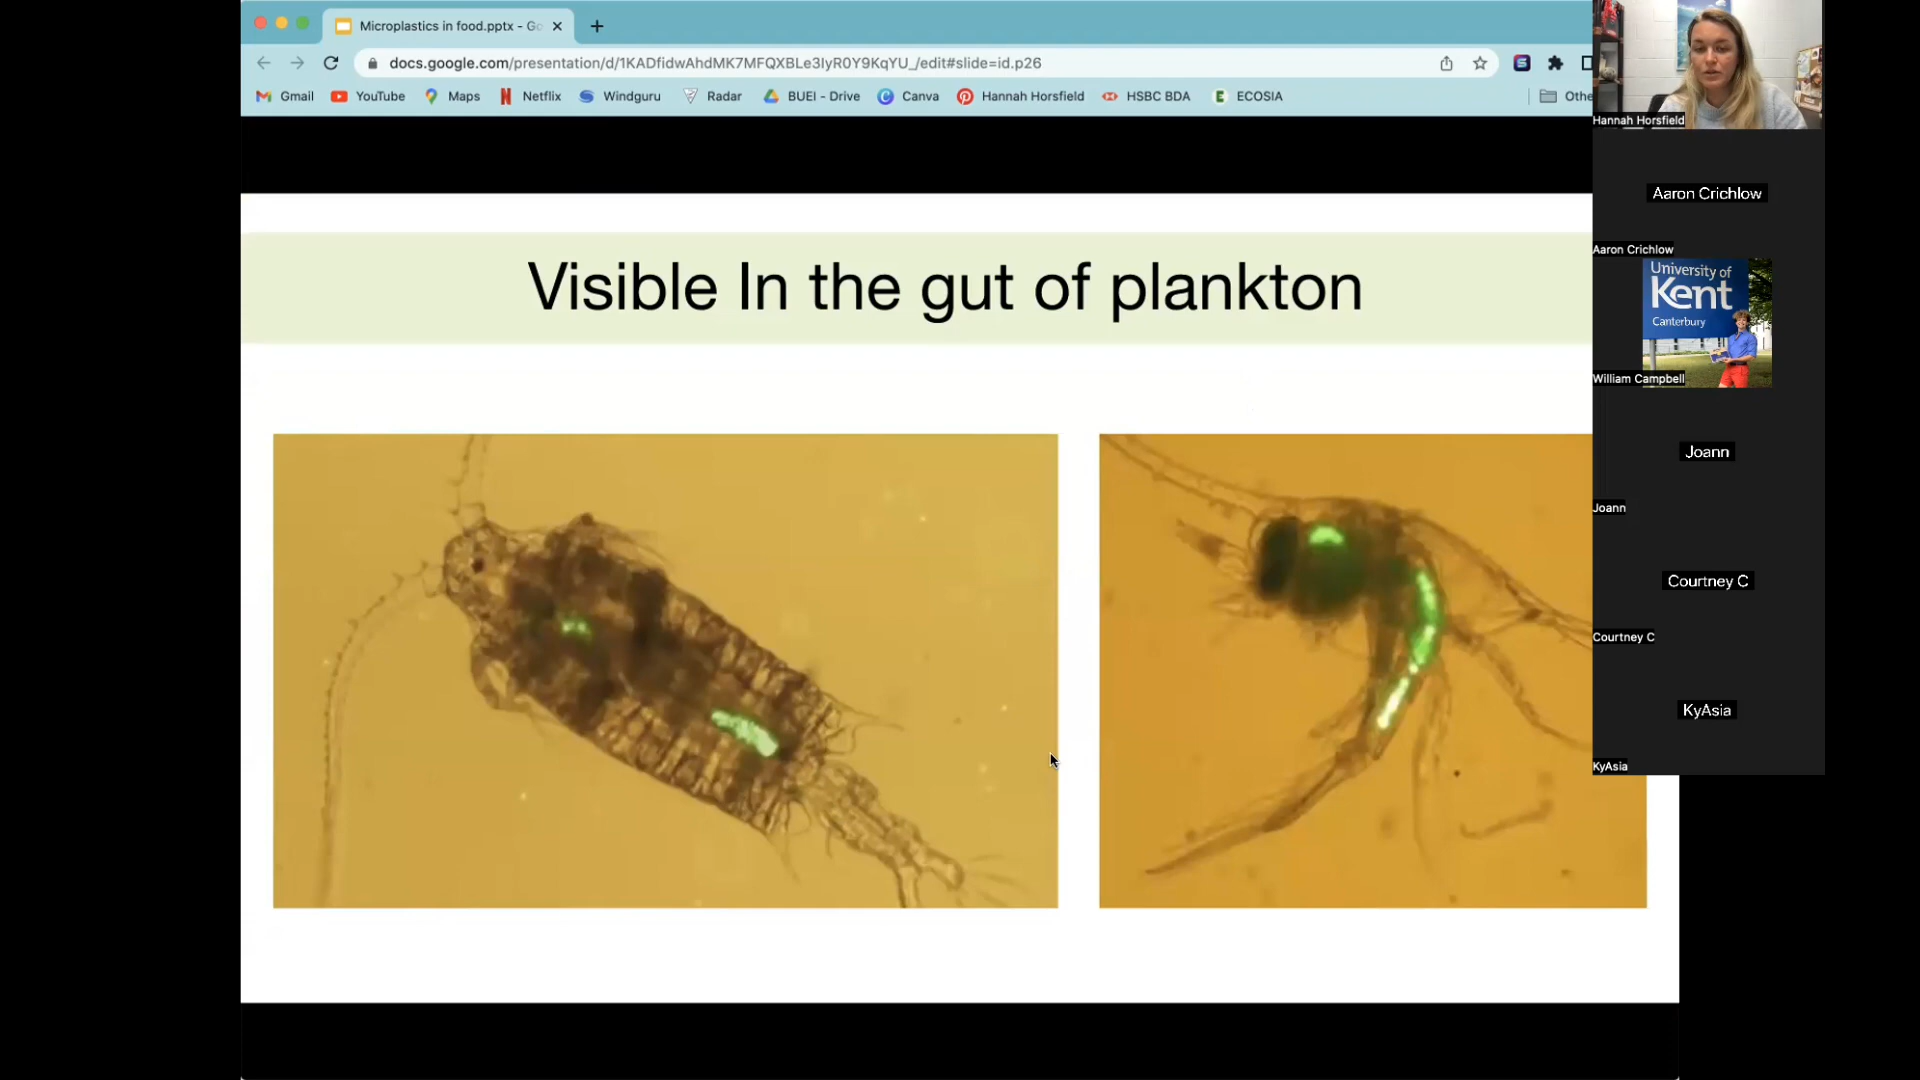 Microplastics in food.pptx - Go
docs.google.com/presentation/d/1KADfidwAhdMK7MFQXBLe3IyR0Y9KqYU_/edit#slide=id.p26
Gmail YouTube Maps Netflix Windguru Radar BUEI - Drive Canva Hannah Horsfield HSBC BDA ECOSIA Othe
Visible In the gut of plankton
Hannah Horsfield
Aaron Crichlow
Aaron Crichlow
University of
Kent
Canterbury
William Campbell
Joann
Joann
Courtney C
Courtney C
KyAsia
KyAsia